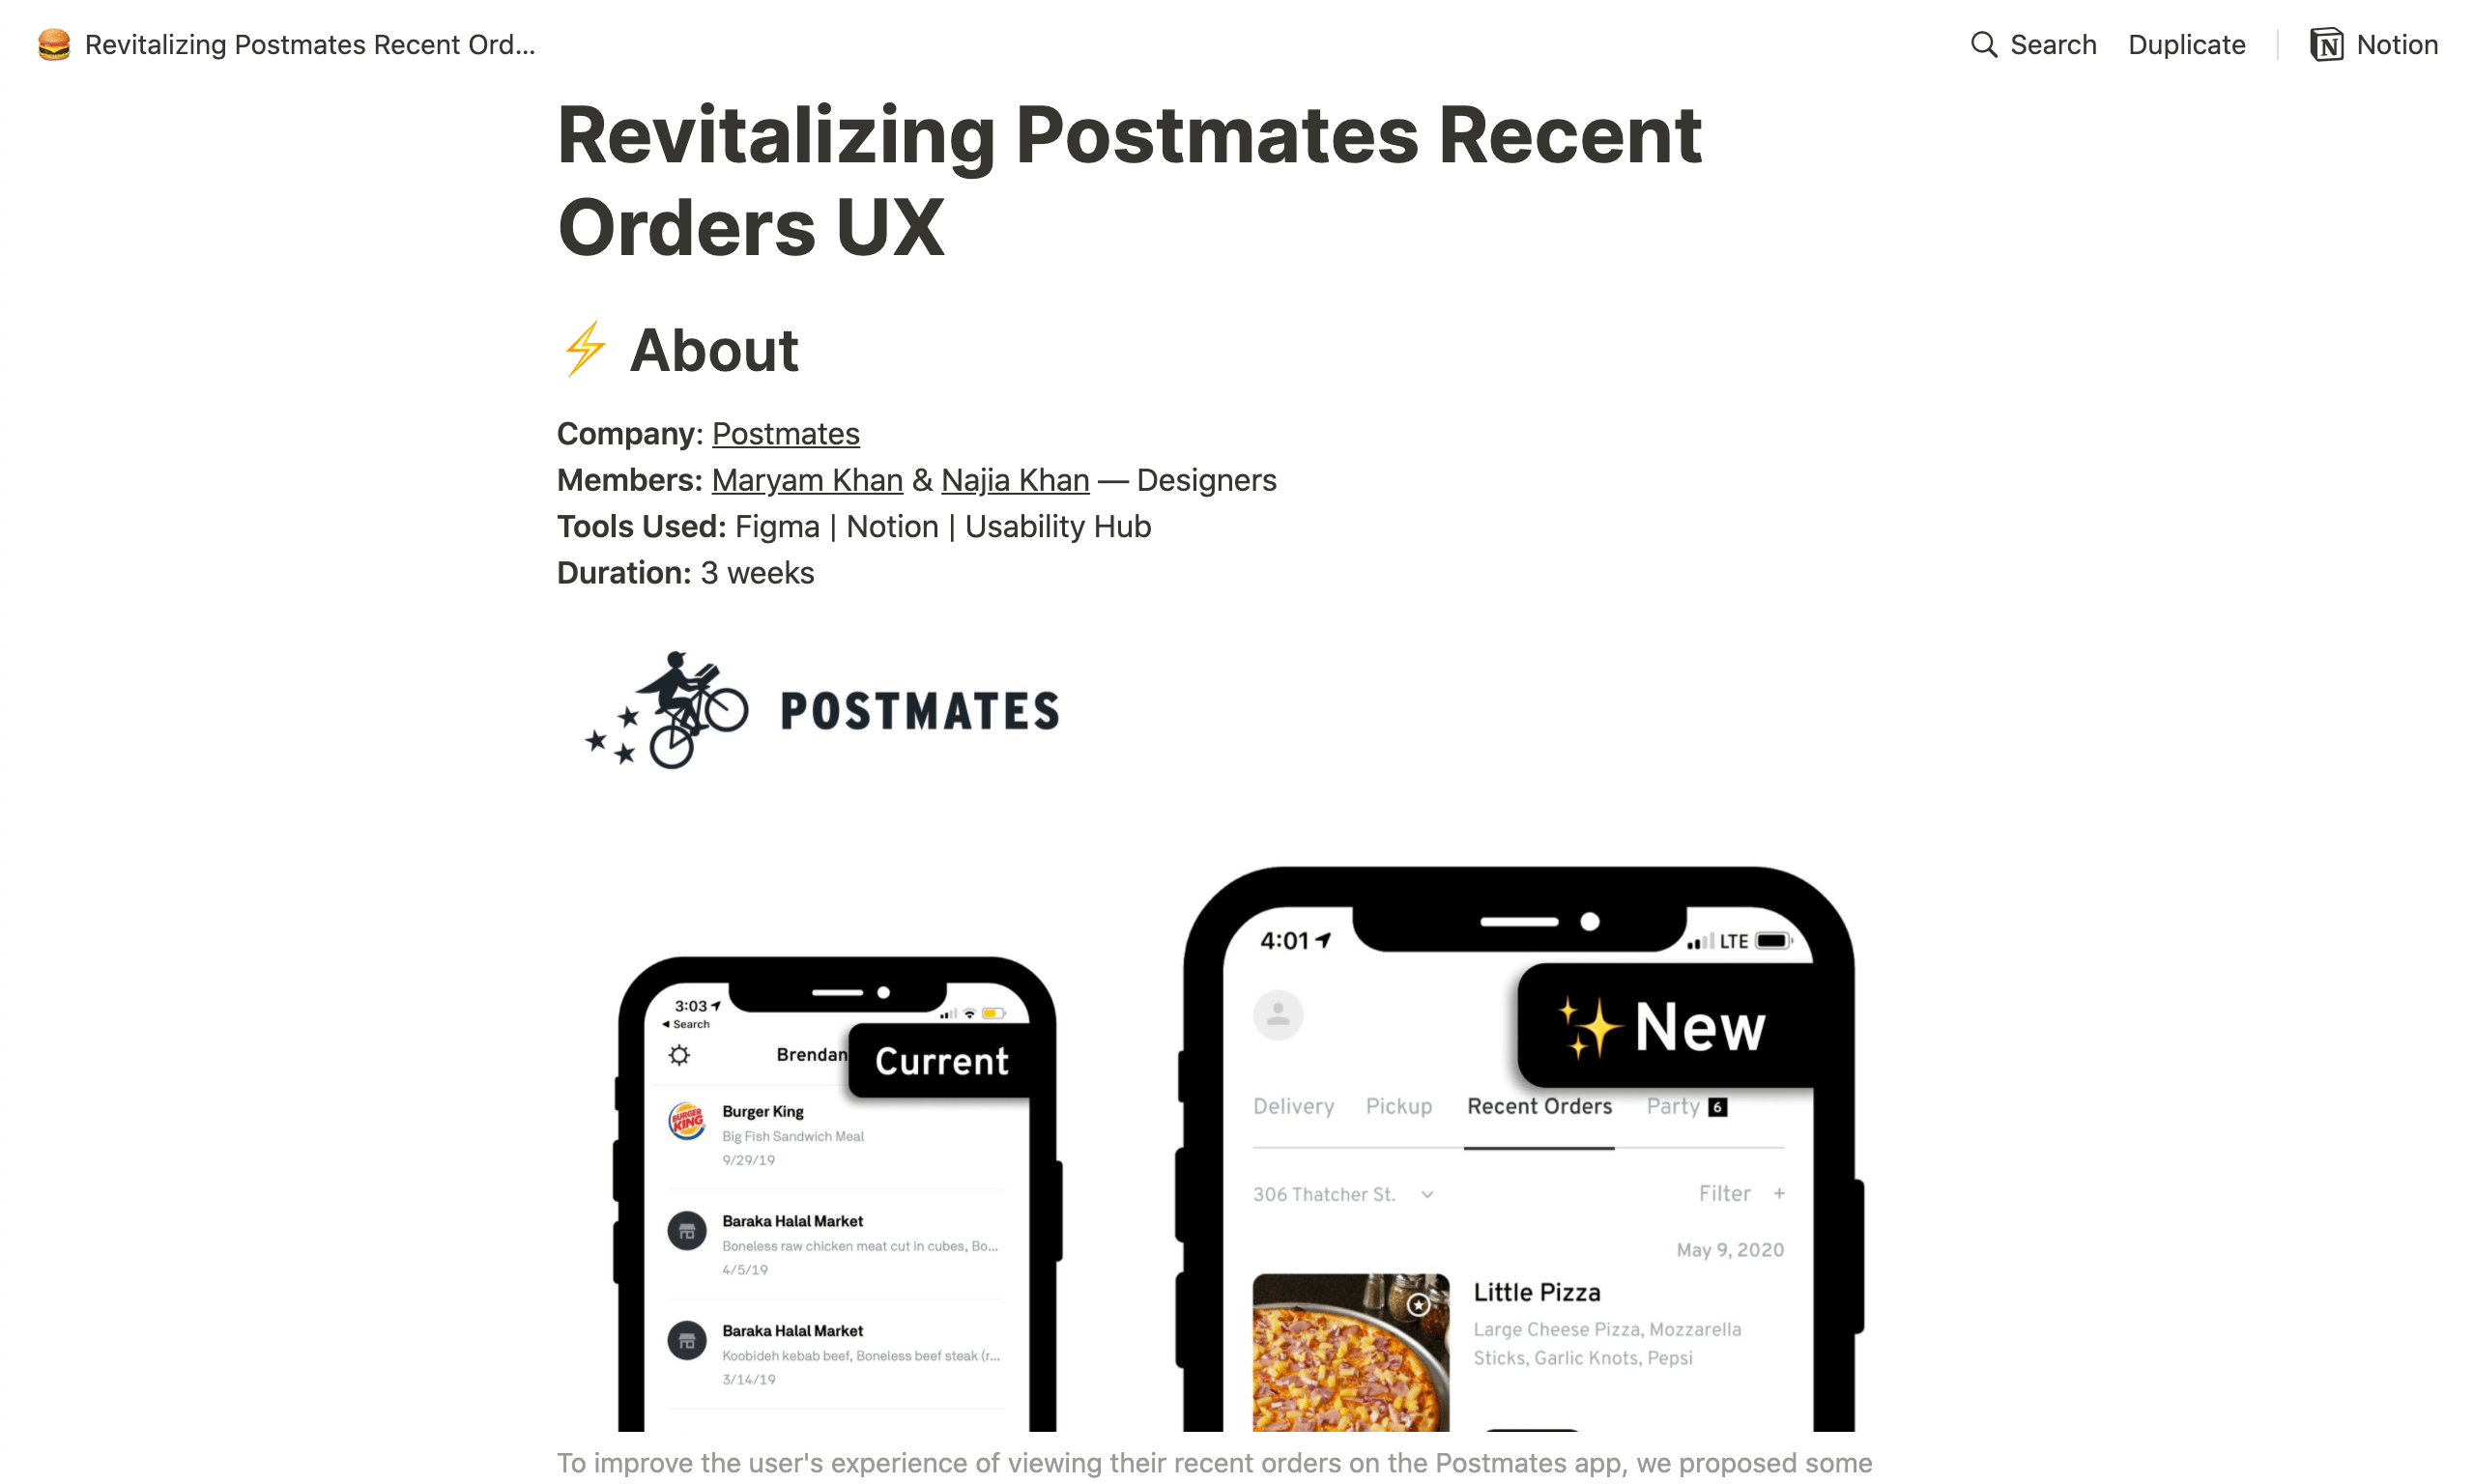 Revitalizing Postmates Recent Ord...
Search Duplicate Notion
Revitalizing Postmates Recent
Orders UX
⚡ About
Company: Postmates
Members: Maryam Khan & Najia Khan — Designers
Tools Used: Figma | Notion | Usability Hub
Duration: 3 weeks
POSTMATES
3:03
◀ Search
Brendan
Current
BURGER KING
Burger King
Big Fish Sandwich Meal
9/29/19
Baraka Halal Market
Boneless raw chicken meat cut in cubes, Bo...
4/5/19
Baraka Halal Market
Koobideh kebab beef, Boneless beef steak (r...
3/14/19
4:01
LTE
✨New
Delivery Pickup Recent Orders Party 6
306 Thatcher St.
Filter +
May 9, 2020
Little Pizza
Large Cheese Pizza, Mozzarella
Sticks, Garlic Knots, Pepsi
To improve the user's experience of viewing their recent orders on the Postmates app, we proposed some